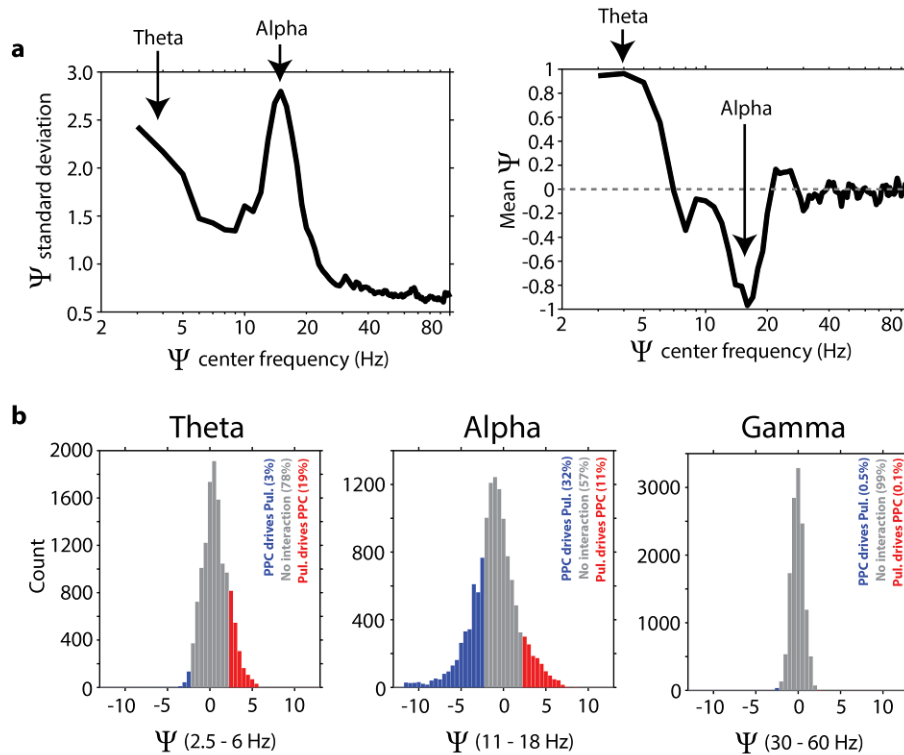 a
Theta
Alpha
3.0
2.5
2.0
1.5
1.0
0.5
Ψ standard deviation
2 5 10 20 40 80
Ψ center frequency (Hz)
Theta
Alpha
1
0.8
0.6
0.4
0.2
0
-0.2
-0.4
-0.6
-0.8
-1
Mean Ψ
2 5 10 20 40 80
Ψ center frequency (Hz)
b
Theta
2000
1600
1200
800
400
0
Count
PPC drives Pul. (3%)
No interaction (78%)
Pul. drives PPC (19%)
-10 -5 0 5 10
Ψ (2.5 - 6 Hz)
Alpha
1200
800
400
0
PPC drives Pul. (32%)
No interaction (57%)
Pul. drives PPC (11%)
-10 -5 0 5 10
Ψ (11 - 18 Hz)
Gamma
3000
2000
1000
0
PPC drives Pul. (0.5%)
No interaction (99%)
Pul. drives PPC (0.1%)
-10 -5 0 5 10
Ψ (30 - 60 Hz)